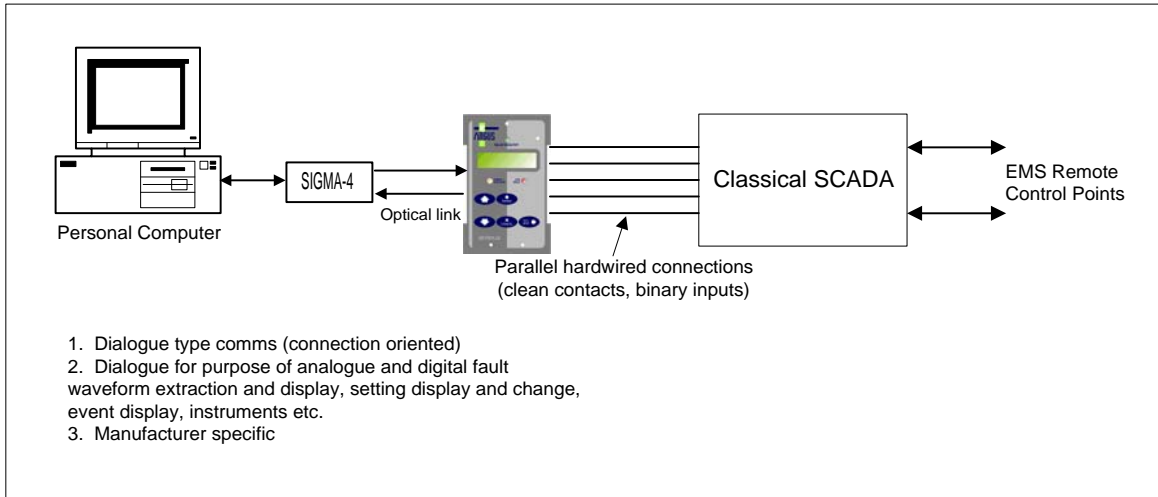 ARGUS
SIGMA-4
Classical SCADA
EMS Remote
Control Points
Optical link
Personal Computer
Parallel hardwired connections
(clean contacts, binary inputs)
1. Dialogue type comms (connection oriented)
2. Dialogue for purpose of analogue and digital fault
waveform extraction and display, setting display and change,
event display, instruments etc.
3. Manufacturer specific